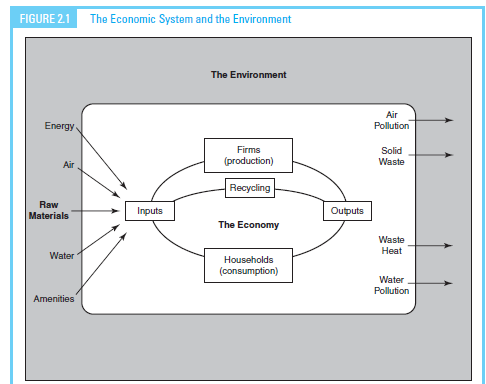 FIGURE 2.1 The Economic System and the Environment
The Environment
Energy
Air
Raw
Materials
Water
Amenities
Inputs
Firms
(production)
Recycling
The Economy
Households
(consumption)
Outputs
Air
Pollution
Solid
Waste
Waste
Heat
Water
Pollution